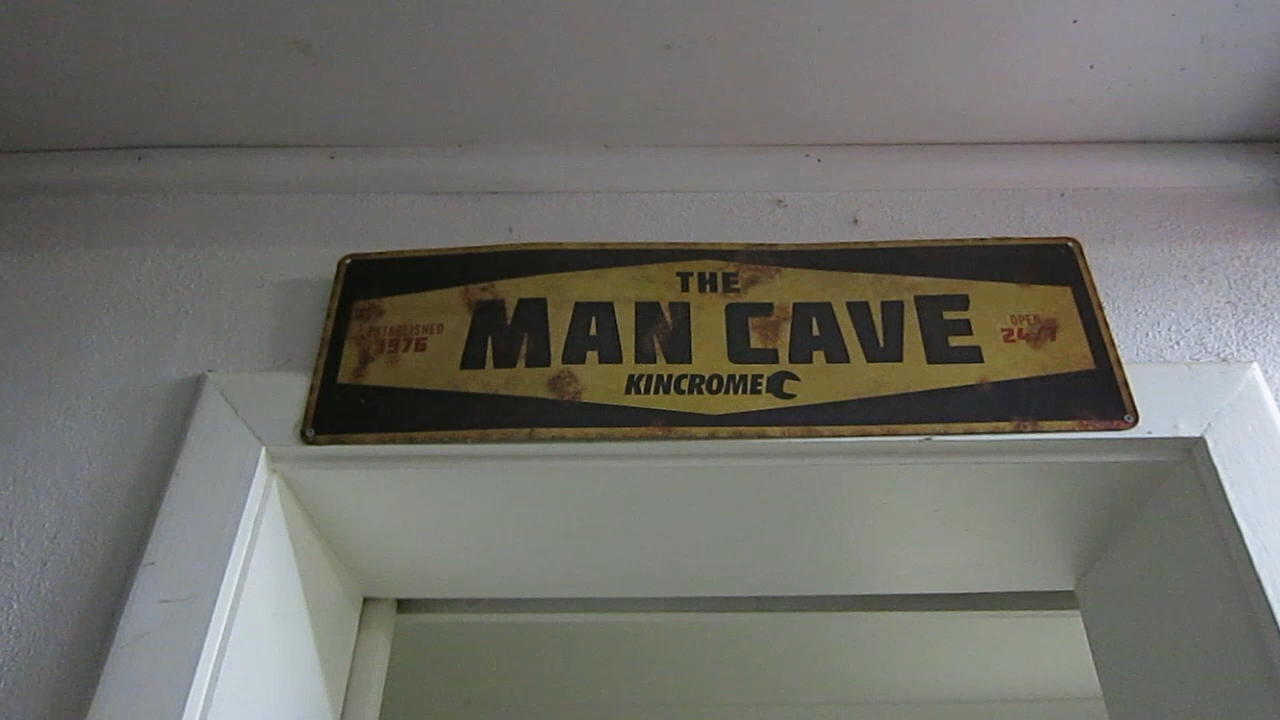 THE
MAN CAVE
ESTABLISHED
1976
OPEN
24/7
KINCROME